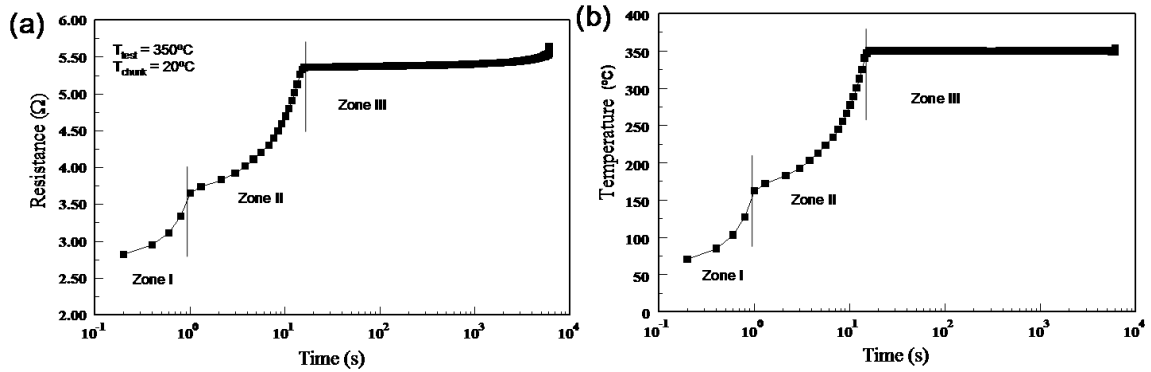 (a)
6.00
5.50
5.00
4.50
4.00
3.50
3.00
2.50
2.00
Resistance (Ω)
Ttest = 350ºC
Tchunk = 20ºC
Zone I
Zone II
Zone III
10-1
100
101
102
103
104
Time (s)
(b)
400
350
300
250
200
150
100
50
0
Temperature (ºC)
Zone I
Zone II
Zone III
10-1
100
101
102
103
104
Time (s)